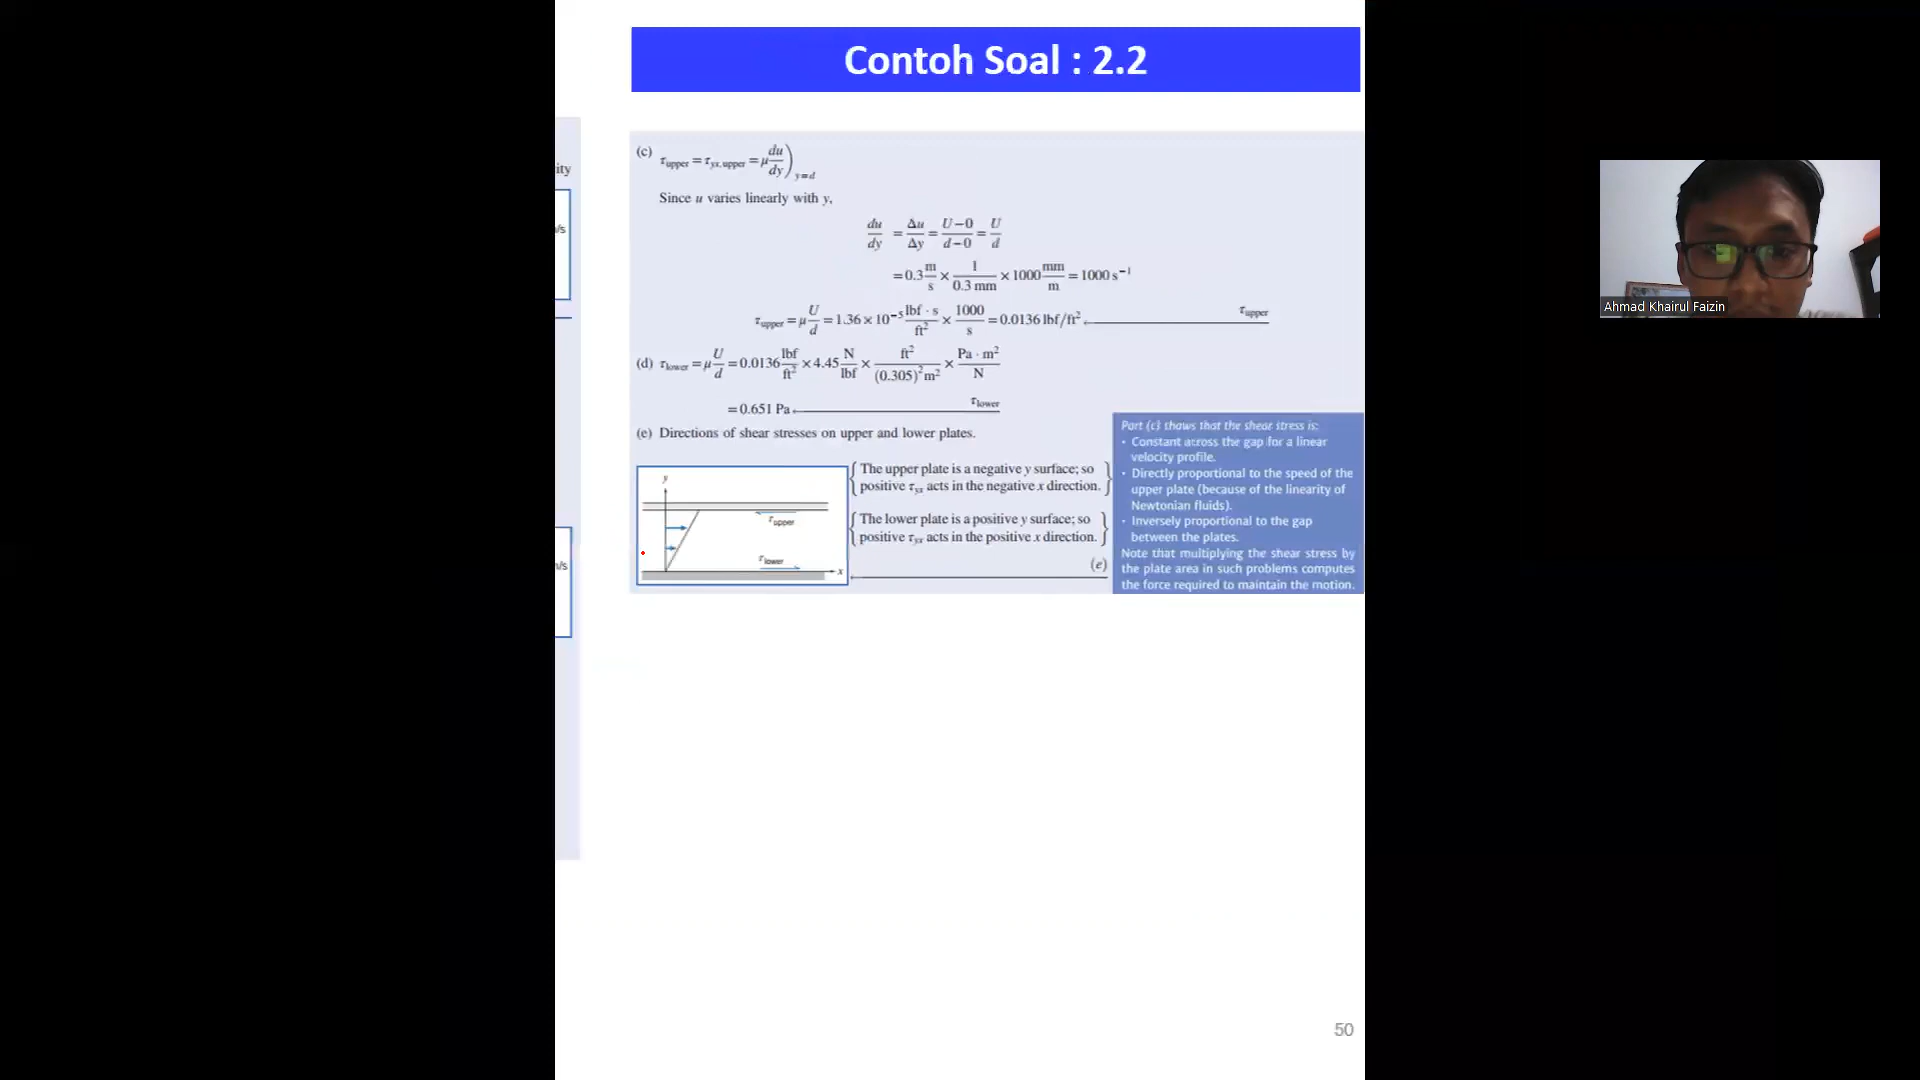 Contoh Soal : 2.2
ity
/s
(c) τupper = τyx, upper = μ du/dy)y=d
Since u varies linearly with y,
du/dy = Δu/Δy = U−0/d−0 = U/d
= 0.3 m/s × 1/0.3 mm × 1000 mm/m = 1000 s⁻¹
τupper = μ U/d = 1.36 × 10⁻⁵ lbf · s/ft² × 1000/s = 0.0136 lbf/ft² ← τupper
(d) τlower = μ U/d = 0.0136 lbf/ft² × 4.45 N/lbf × ft²/(0.305)²m² × Pa · m²/N
= 0.651 Pa ← τlower
(e) Directions of shear stresses on upper and lower plates.
y
τupper
τlower
x
The upper plate is a negative y surface; so
positive τyx acts in the negative x direction.
The lower plate is a positive y surface; so
positive τyx acts in the positive x direction.
(e)
Part (c) shows that the shear stress is:
• Constant across the gap for a linear
velocity profile.
• Directly proportional to the speed of the
upper plate (because of the linearity of
Newtonian fluids).
• Inversely proportional to the gap
between the plates.
Note that multiplying the shear stress by
the plate area in such problems computes
the force required to maintain the motion.
/s
50
Ahmad Khairul Faizin